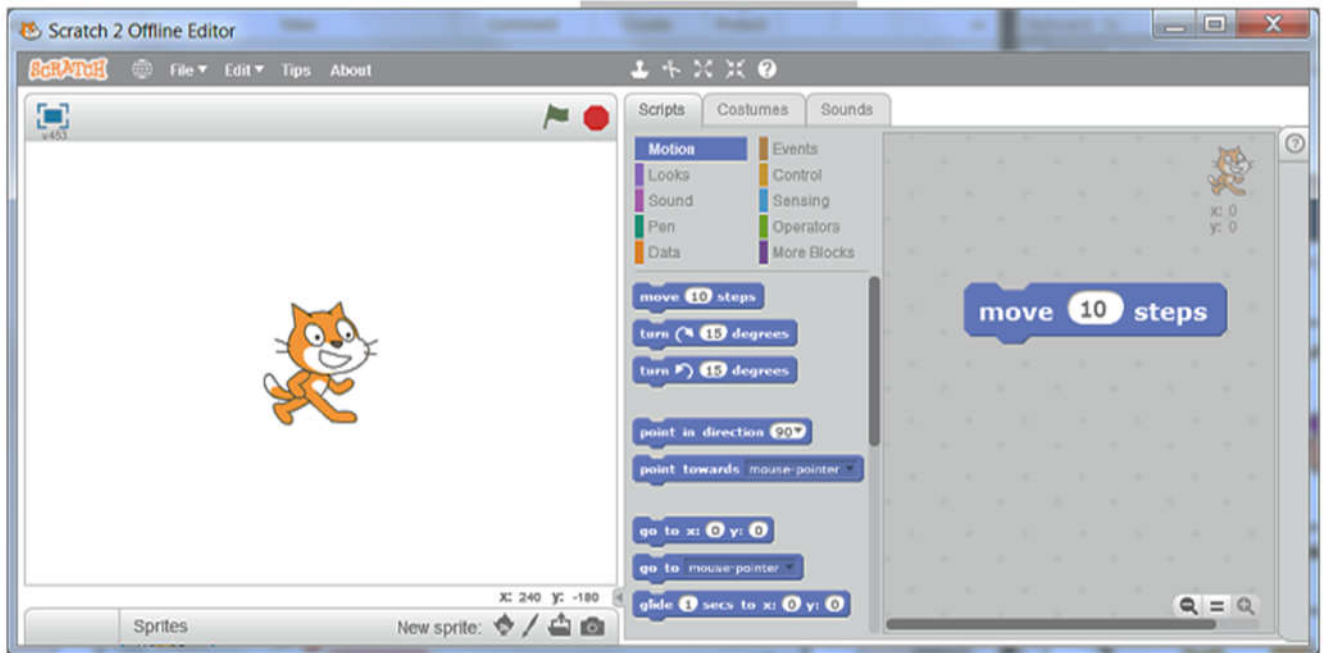 Scratch 2 Offline Editor
SCRATCH File Edit Tips About
v453
Scripts Costumes Sounds
Motion Events
Looks Control
Sound Sensing
Pen Operators
Data More Blocks
x: 0
y: 0
move 10 steps
turn 15 degrees
turn 15 degrees
point in direction 90
point towards mouse-pointer
go to x: 0 y: 0
go to mouse-pointer
glide 1 secs to x: 0 y: 0
move 10 steps
X: 240 y: -180
Sprites New sprite: